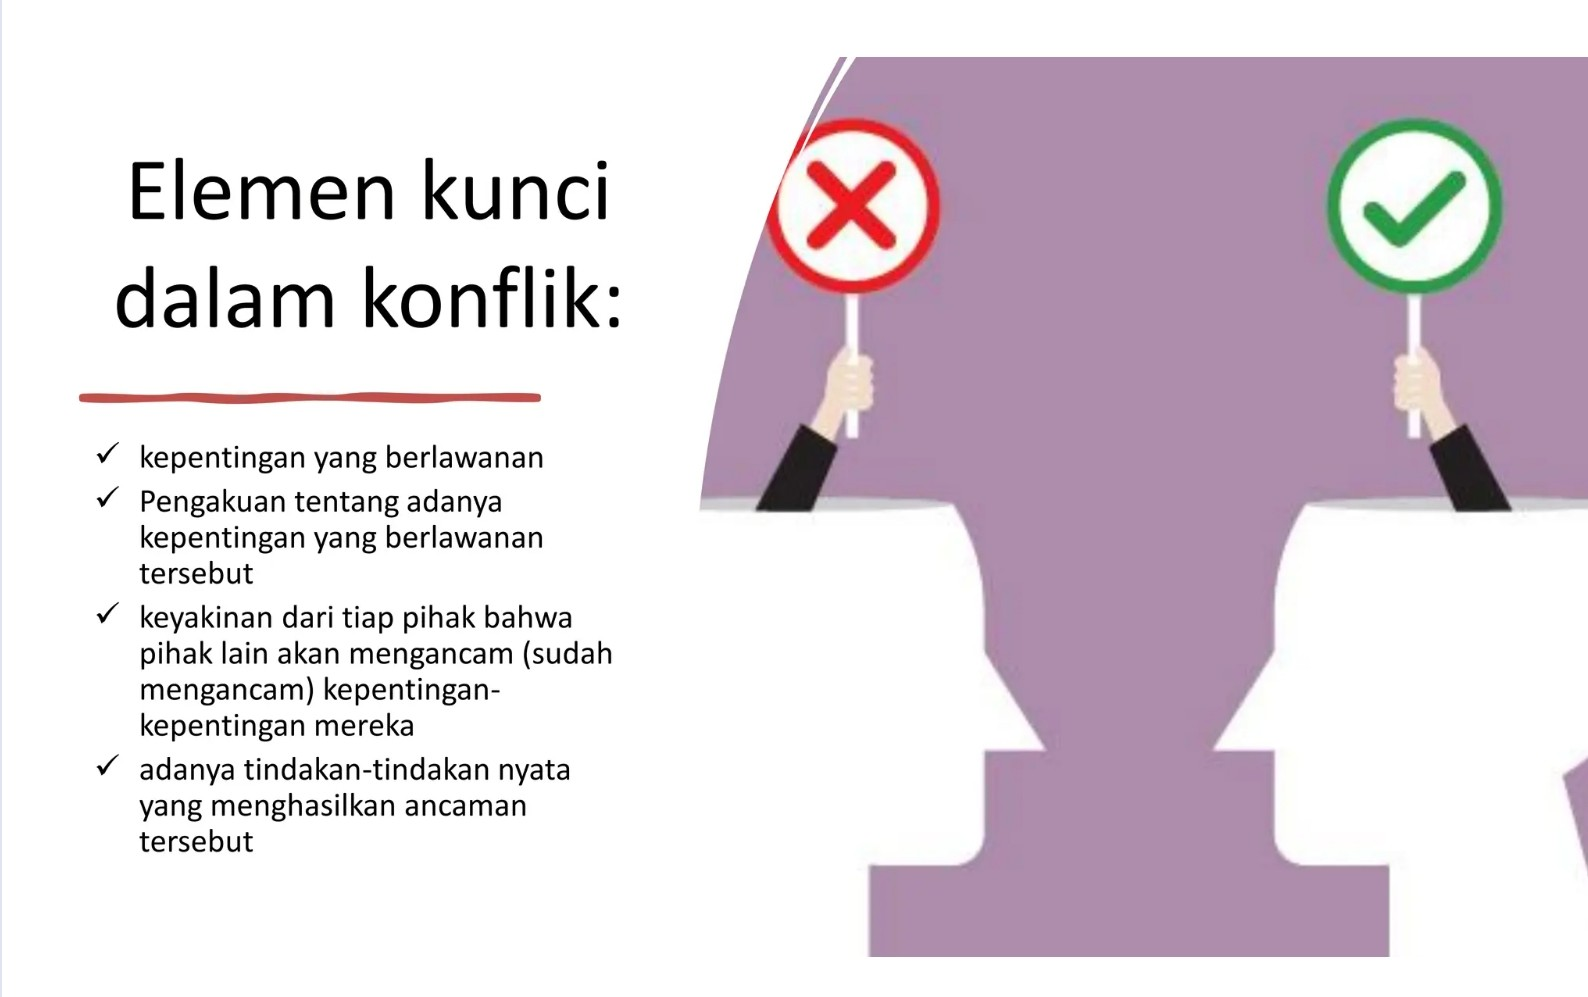 Elemen kunci
dalam konflik:
✓ kepentingan yang berlawanan
✓ Pengakuan tentang adanya
kepentingan yang berlawanan
tersebut
✓ keyakinan dari tiap pihak bahwa
pihak lain akan mengancam (sudah
mengancam) kepentingan-
kepentingan mereka
✓ adanya tindakan-tindakan nyata
yang menghasilkan ancaman
tersebut